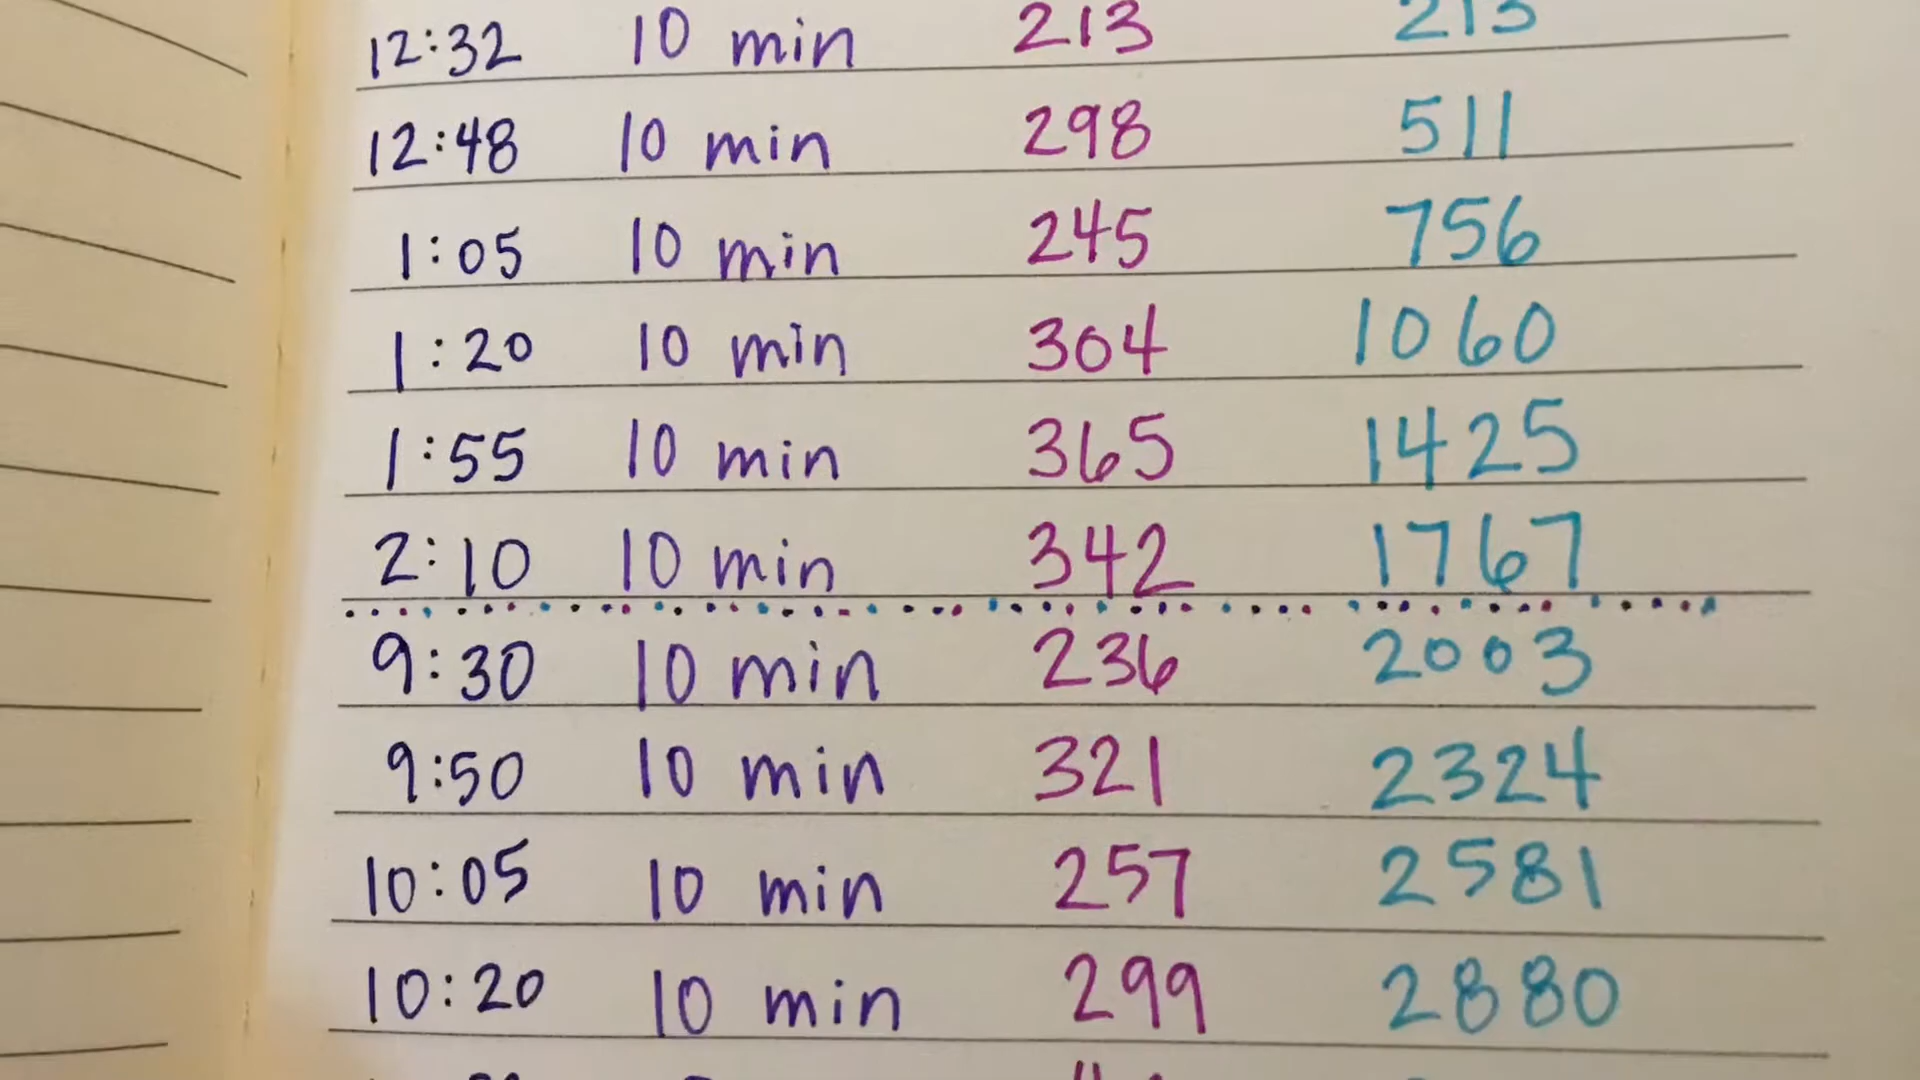 12:32 10 min 213 213
12:48 10 min 298 511
1:05 10 min 245 756
1:20 10 min 304 1060
1:55 10 min 365 1425
2:10 10 min 342 1767
9:30 10 min 236 2003
9:50 10 min 321 2324
10:05 10 min 257 2581
10:20 10 min 299 2880